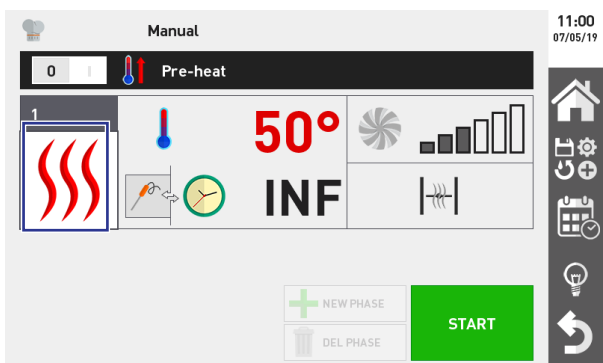 Manual
11:00
07/05/19
0 I
Pre-heat
1
50°
INF
NEW PHASE
DEL PHASE
START